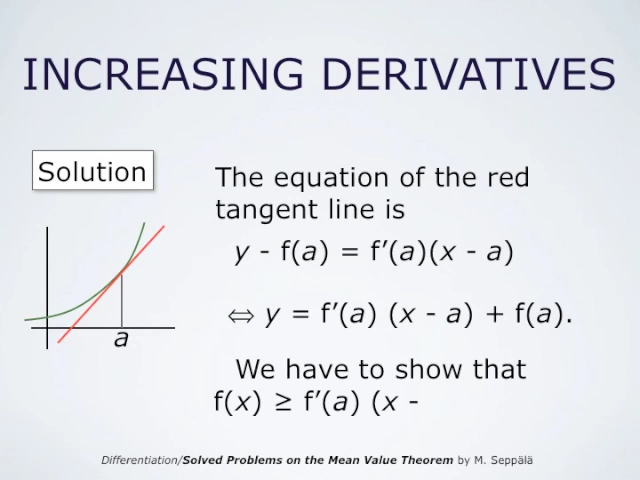 INCREASING DERIVATIVES
Solution
The equation of the red
tangent line is
y - f(a) = f’(a)(x - a)
⇔ y = f’(a) (x - a) + f(a).
a
We have to show that
f(x) ≥ f’(a) (x -
Differentiation/Solved Problems on the Mean Value Theorem by M. Seppälä